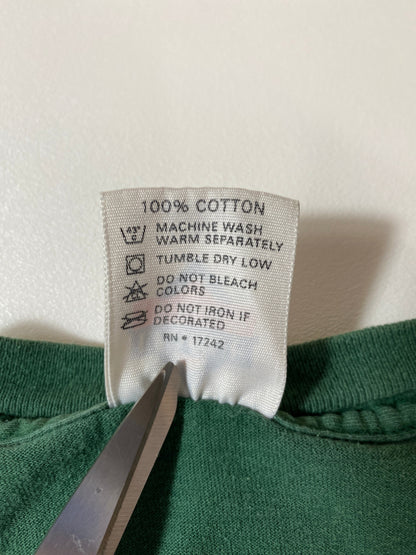 100% COTTON
43° C MACHINE WASH
WARM SEPARATELY
TUMBLE DRY LOW
DO NOT BLEACH
COLORS
DO NOT IRON IF
DECORATED
RN * 17242